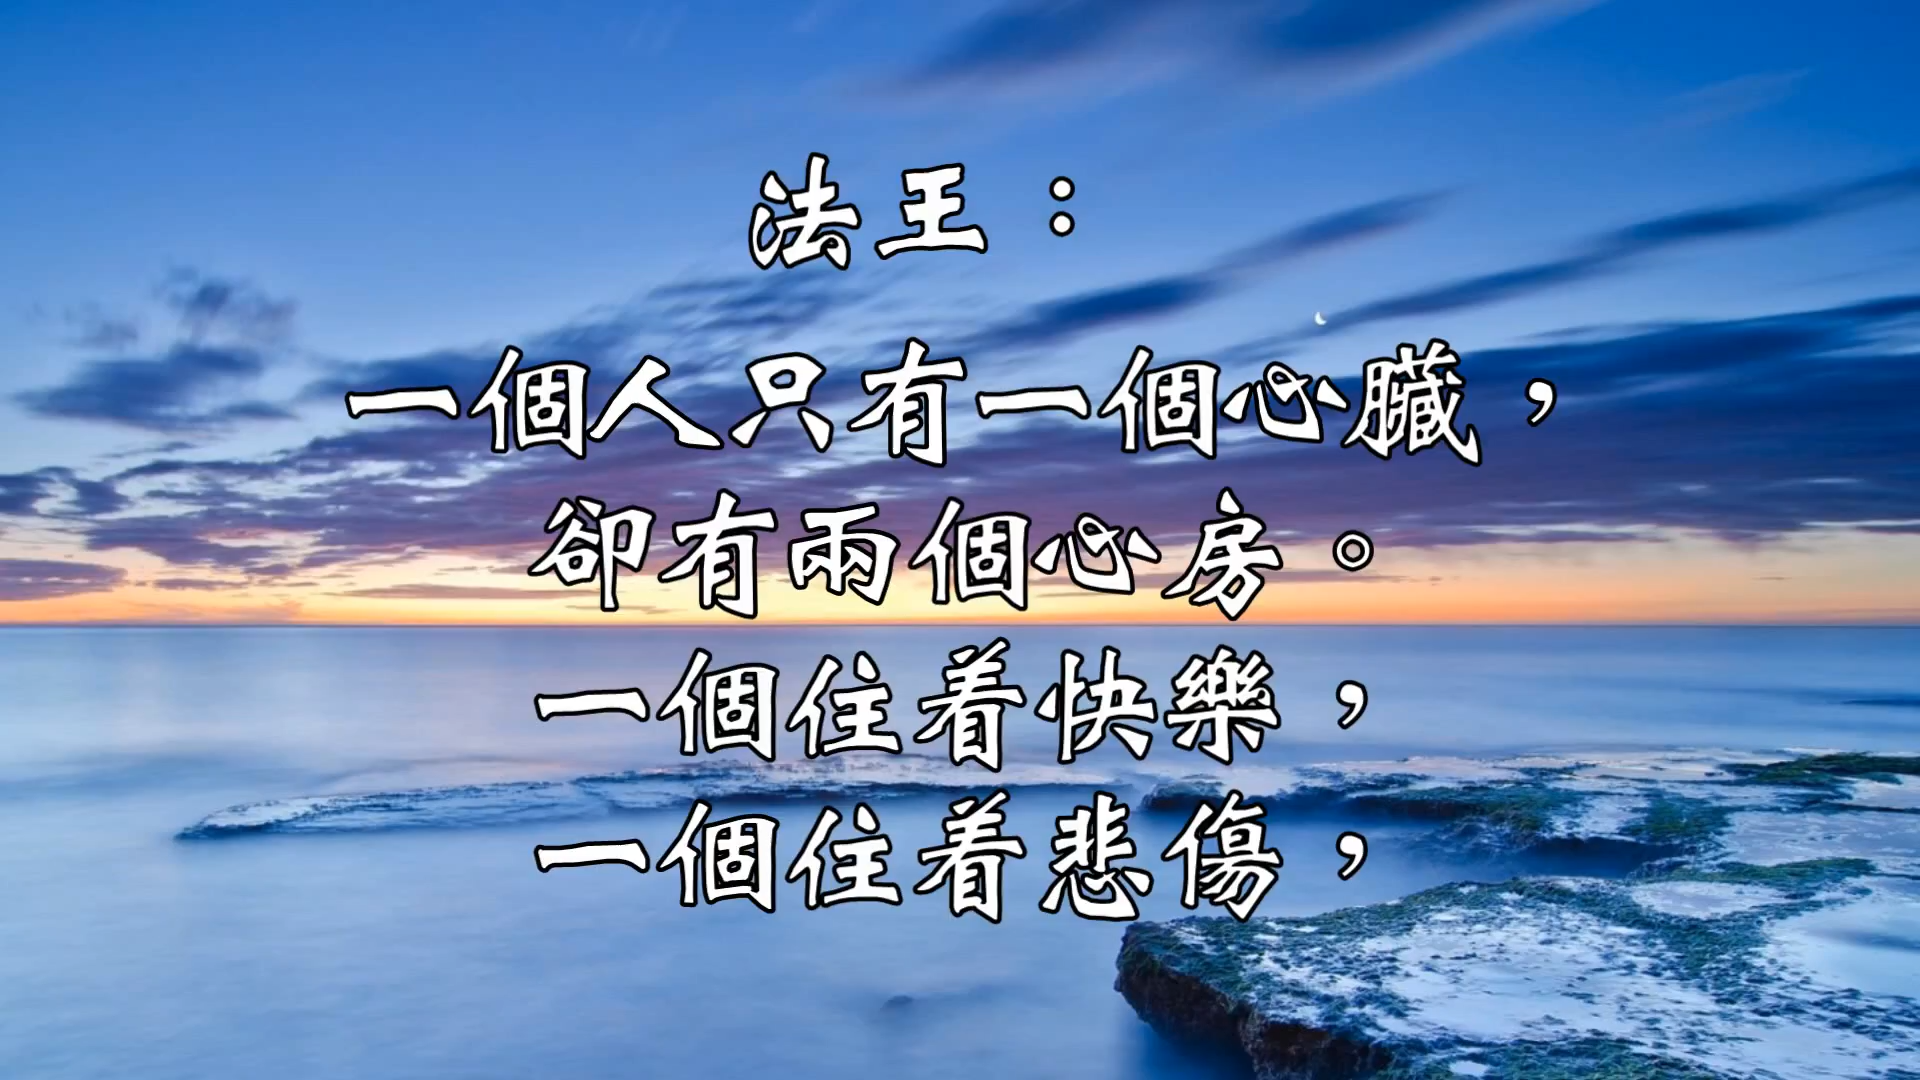 法王：
一個人只有一個心臟，
卻有兩個心房。
一個住着快樂，
一個住着悲傷，